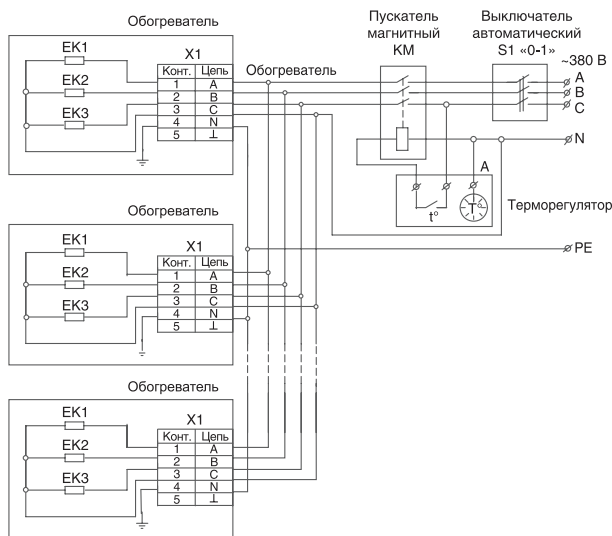 Обогреватель
Пускатель
магнитный
КМ
Выключатель
автоматический
S1 «0-1»
~380 В
EK1
EK2
EK3
X1
Конт. Цепь
1 A
2 B
3 C
4 N
5 ⊥
Обогреватель
A
B
C
N
A
t°
T°
Терморегулятор
PE
Обогреватель
EK1
EK2
EK3
X1
Конт. Цепь
1 A
2 B
3 C
4 N
5 ⊥
Обогреватель
EK1
EK2
EK3
X1
Конт. Цепь
1 A
2 B
3 C
4 N
5 ⊥